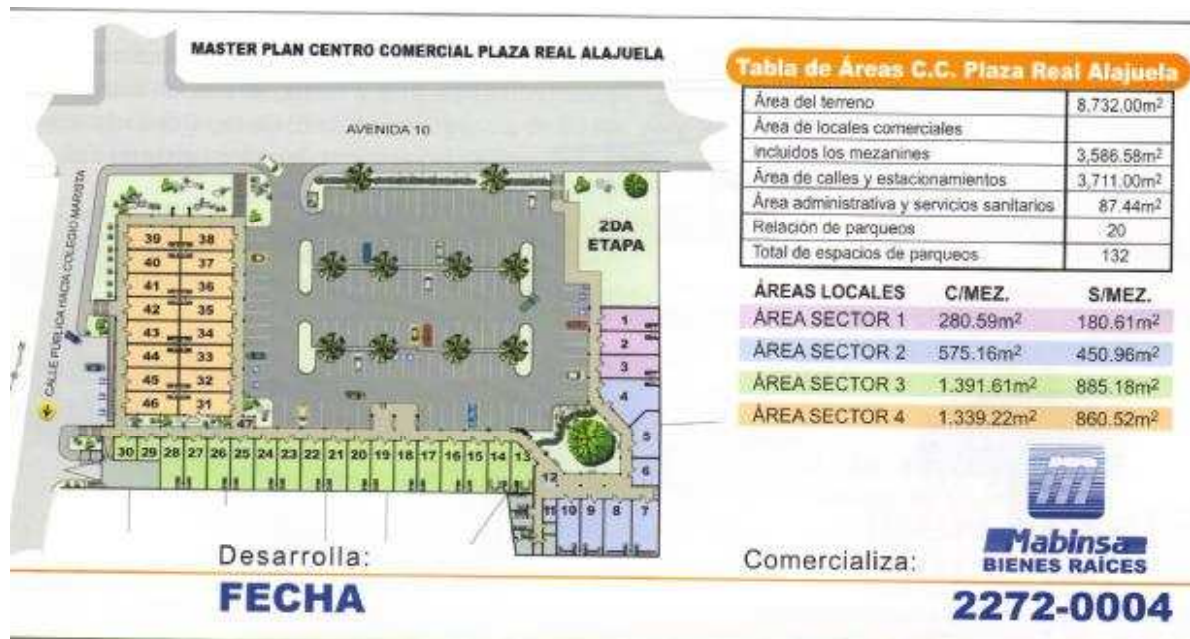 MASTER PLAN CENTRO COMERCIAL PLAZA REAL ALAJUELA
AVENIDA 10
CALLE PUBLICA HACIA COLEGIO MARISTA
2DA
ETAPA
39 38
40 37
41 36
42 35
43 34
44 33
45 32
46 31
47
1
2
3
4
5
6
30 29 28 27 26 25 24 23 22 21 20 19 18 17 16 15 14 13
12
11 10 9 8 7
Desarrolla:
FECHA
Tabla de Áreas C.C. Plaza Real Alajuela
Área del terreno 8,732.00m²
Área de locales comerciales
incluidos los mezanines 3,586.58m²
Área de calles y estacionamientos 3,711.00m²
Área administrativa y servicios sanitarios 87.44m²
Relación de parqueos 20
Total de espacios de parqueos 132
ÁREAS LOCALES C/MEZ. S/MEZ.
ÁREA SECTOR 1 280.59m² 180.61m²
ÁREA SECTOR 2 575.16m² 450.96m²
ÁREA SECTOR 3 1.391.61m² 885.18m²
ÁREA SECTOR 4 1.339.22m² 860.52m²
Comercializa:
Mabinsa
BIENES RAÍCES
2272-0004